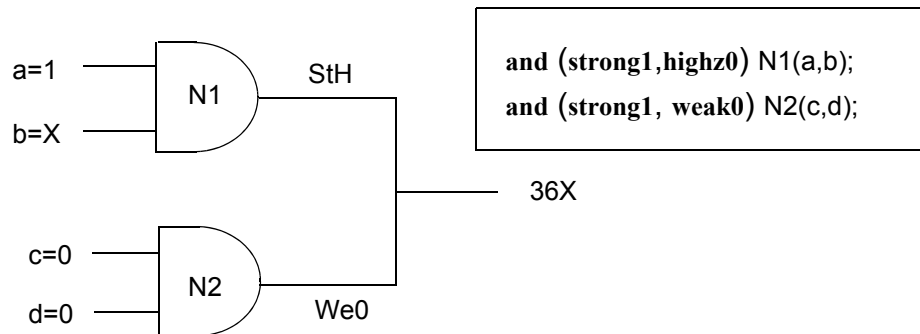 and (strong1,highz0) N1(a,b);
and (strong1, weak0) N2(c,d);
a=1
b=X
N1
StH
36X
c=0
d=0
N2
We0